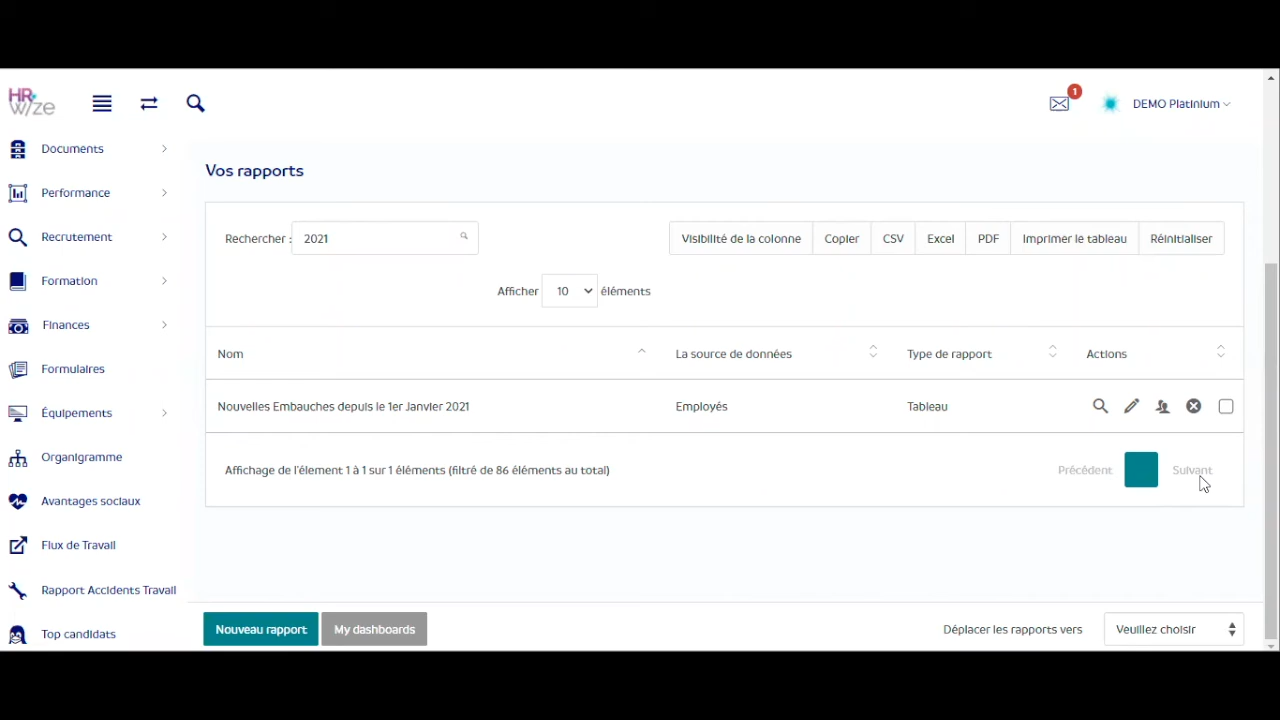 HR
wize
1
DEMO Platinium
Documents
Performance
Recrutement
Formation
Finances
Formulaires
Équipements
Organigramme
Avantages sociaux
Flux de Travail
Rapport Accidents Travail
Top candidats
Vos rapports
Rechercher : 2021
Visibilité de la colonne Copier CSV Excel PDF Imprimer le tableau Réinitialiser
Afficher 10 éléments
Nom La source de données Type de rapport Actions
Nouvelles Embauches depuis le 1er Janvier 2021 Employés Tableau
Affichage de l'élement 1 à 1 sur 1 éléments (filtré de 86 éléments au total) Précédent Suivant
Nouveau rapport My dashboards Déplacer les rapports vers Veuillez choisir